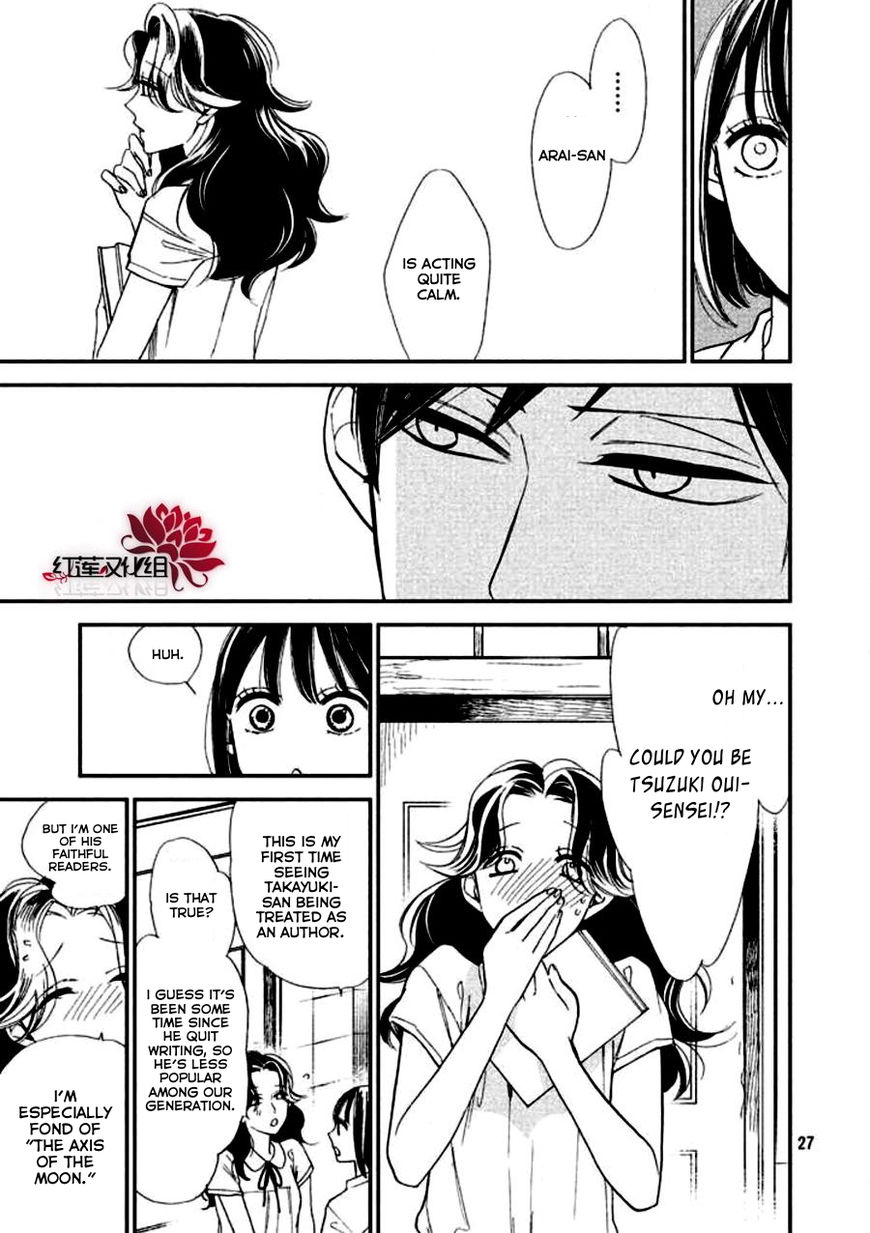 ......
ARAI-SAN
IS ACTING
QUITE
CALM.
红莲汉化组
OH MY...
COULD YOU BE
TSUZUKI OUI-
SENSEI!?
HUH.
THIS IS MY
FIRST TIME
SEEING
TAKAYUKI-
SAN BEING
TREATED AS
AN AUTHOR.
IS THAT
TRUE?
I GUESS IT'S
BEEN SOME
TIME SINCE
HE QUIT
WRITING, SO
HE'S LESS
POPULAR
AMONG OUR
GENERATION.
BUT I'M ONE
OF HIS
FAITHFUL
READERS.
I'M
ESPECIALLY
FOND OF
"THE AXIS
OF THE
MOON."
27